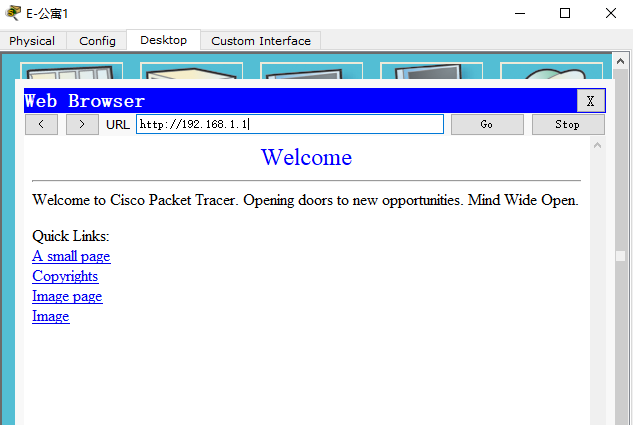 E-公寓1
Physical Config Desktop Custom Interface
Web Browser X
< > URL http://192.168.1.1 Go Stop
Welcome
Welcome to Cisco Packet Tracer. Opening doors to new opportunities. Mind Wide Open.
Quick Links:
A small page
Copyrights
Image page
Image